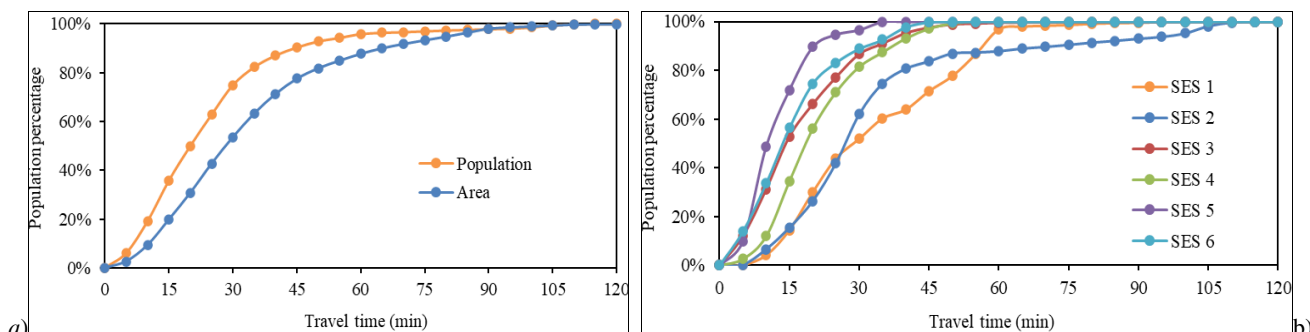 100%
80%
60%
40%
20%
0%
Population percentage
0 15 30 45 60 75 90 105 120
Travel time (min)
Population
Area
a)
100%
80%
60%
40%
20%
0%
Population percentage
0 15 30 45 60 75 90 105 120
Travel time (min)
SES 1
SES 2
SES 3
SES 4
SES 5
SES 6
b)